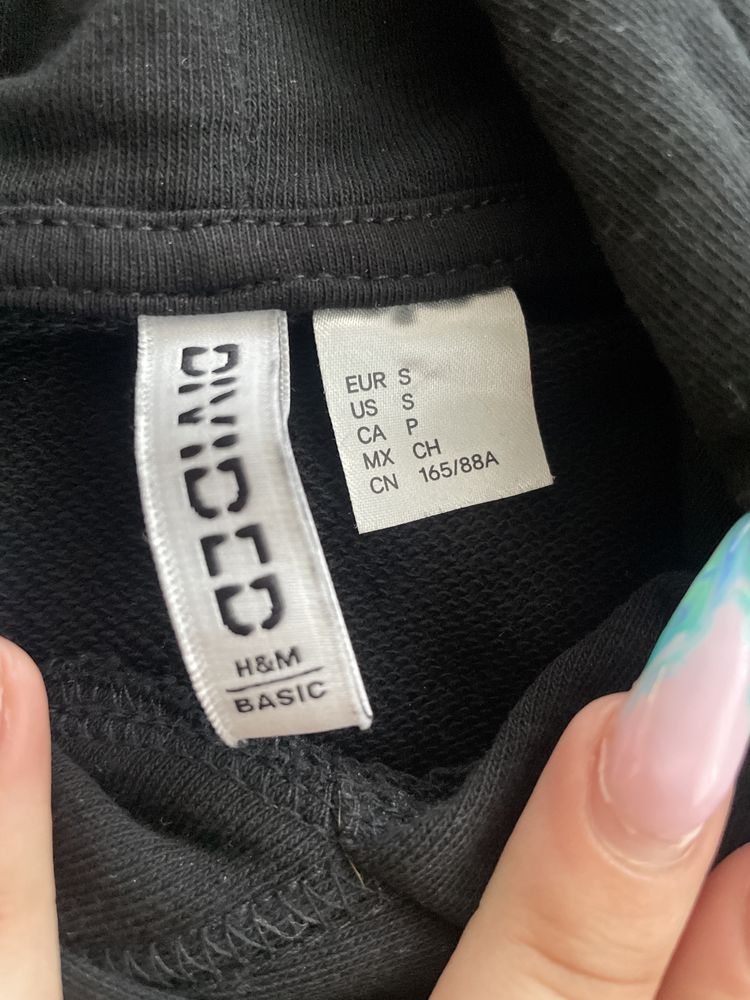 DIVIDED
H&M
BASIC
EUR S
US S
CA P
MX CH
CN 165/88A